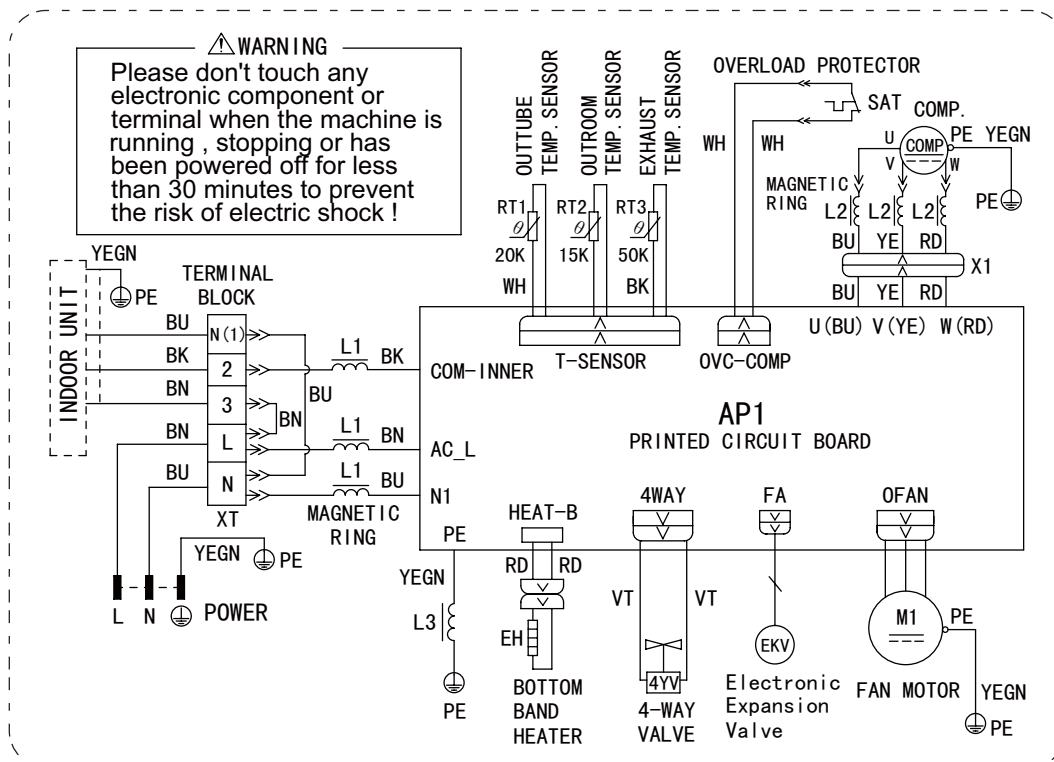 WARNING
Please don't touch any
electronic component or
terminal when the machine is
running , stopping or has
been powered off for less
than 30 minutes to prevent
the risk of electric shock !
OUTTUBE
TEMP. SENSOR
OUTROOM
TEMP. SENSOR
EXHAUST
TEMP. SENSOR
RT1
θ
20K
RT2
θ
15K
RT3
θ
50K
WH
BK
OVERLOAD PROTECTOR
SAT
WH
WH
COMP.
U
COMP
PE
YEGN
V
W
MAGNETIC
RING
L2
L2
L2
PE
BU
YE
RD
X1
BU
YE
RD
U(BU) V(YE) W(RD)
T-SENSOR
OVC-COMP
YEGN
PE
INDOOR UNIT
TERMINAL
BLOCK
BU
N(1)
BK
2
L1
BK
COM-INNER
BN
3
BN
BU
BN
L
L1
BN
AC_L
BU
N
L1
BU
N1
XT
MAGNETIC
RING
YEGN
PE
L
N
POWER
AP1
PRINTED CIRCUIT BOARD
PE
YEGN
L3
PE
HEAT-B
RD
RD
EH
BOTTOM
BAND
HEATER
4WAY
VT
VT
4YV
4-WAY
VALVE
FA
EKV
Electronic
Expansion
Valve
OFAN
M1
PE
FAN MOTOR
YEGN
PE